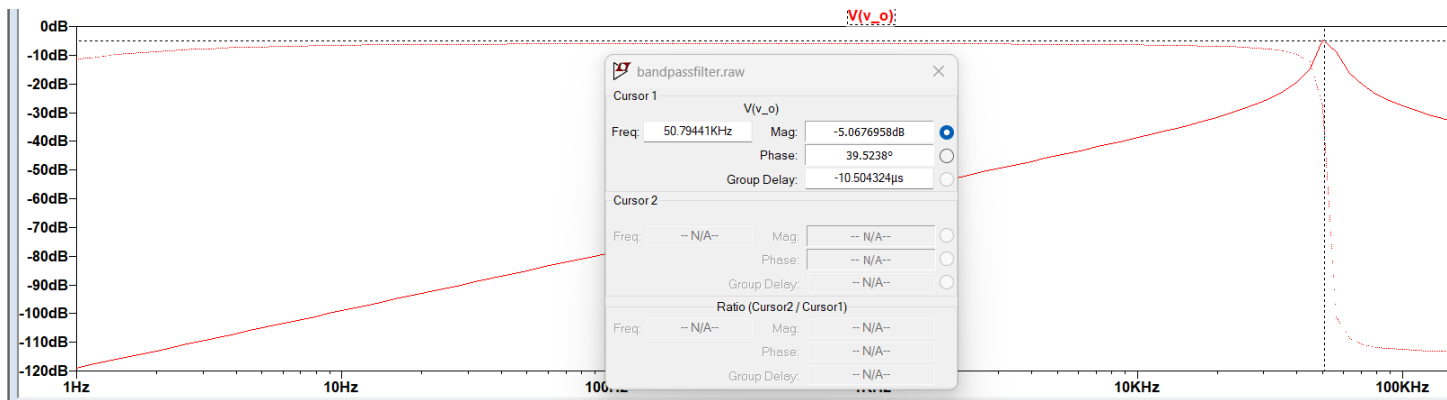 V(v_o)
0dB
-10dB
-20dB
-30dB
-40dB
-50dB
-60dB
-70dB
-80dB
-90dB
-100dB
-110dB
-120dB
1Hz 10Hz 10KHz 100KHz
bandpassfilter.raw
Cursor 1
V(v_o)
Freq: 50.79441KHz Mag: -5.0676958dB
Phase: 39.5238º
Group Delay: -10.504324µs
Cursor 2
Freq: -- N/A-- Mag: -- N/A--
Phase: -- N/A--
Group Delay: -- N/A--
Ratio (Cursor2 / Cursor1)
Freq: -- N/A-- Mag: -- N/A--
Phase: -- N/A--
Group Delay: -- N/A--